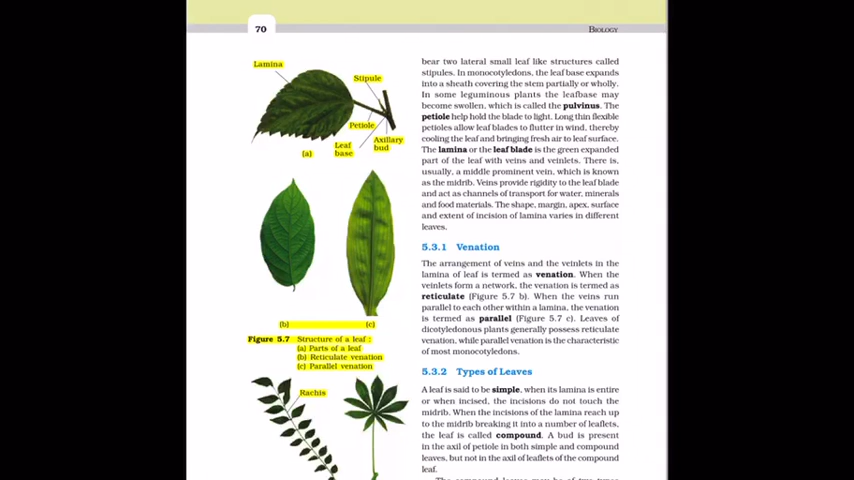 70
BIOLOGY
Lamina
Stipule
Petiole
Axillary
bud
Leaf
base
(a)
(b)
(c)
Figure 5.7 Structure of a leaf :
(a) Parts of a leaf
(b) Reticulate venation
(c) Parallel venation
Rachis
bear two lateral small leaf like structures called
stipules. In monocotyledons, the leaf base expands
into a sheath covering the stem partially or wholly.
In some leguminous plants the leafbase may
become swollen, which is called the pulvinus. The
petiole help hold the blade to light. Long thin flexible
petioles allow leaf blades to flutter in wind, thereby
cooling the leaf and bringing fresh air to leaf surface.
The lamina or the leaf blade is the green expanded
part of the leaf with veins and veinlets. There is,
usually, a middle prominent vein, which is known
as the midrib. Veins provide rigidity to the leaf blade
and act as channels of transport for water, minerals
and food materials. The shape, margin, apex, surface
and extent of incision of lamina varies in different
leaves.
5.3.1 Venation
The arrangement of veins and the veinlets in the
lamina of leaf is termed as venation. When the
veinlets form a network, the venation is termed as
reticulate (Figure 5.7 b). When the veins run
parallel to each other within a lamina, the venation
is termed as parallel (Figure 5.7 c). Leaves of
dicotyledonous plants generally possess reticulate
venation, while parallel venation is the characteristic
of most monocotyledons.
5.3.2 Types of Leaves
A leaf is said to be simple, when its lamina is entire
or when incised, the incisions do not touch the
midrib. When the incisions of the lamina reach up
to the midrib breaking it into a number of leaflets,
the leaf is called compound. A bud is present
in the axil of petiole in both simple and compound
leaves, but not in the axil of leaflets of the compound
leaf.
The compound leaves may be of two types